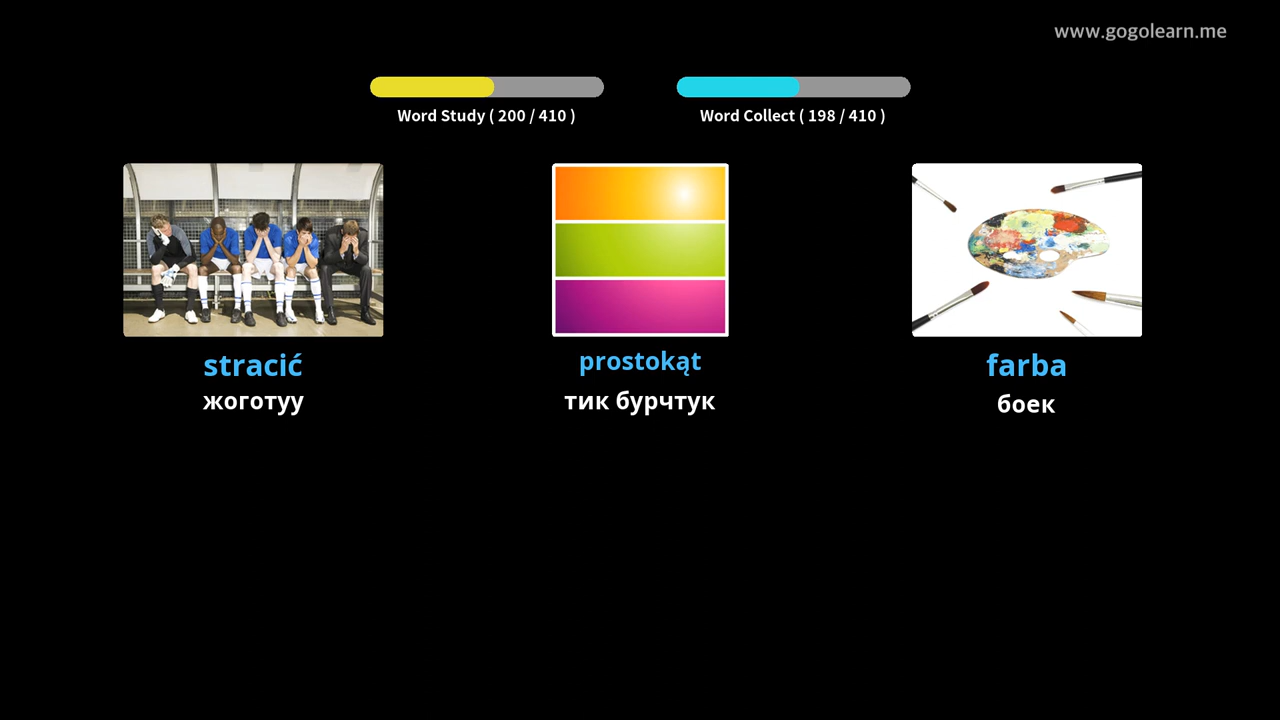 www.gogolearn.me
Word Study ( 200 / 410 )
Word Collect ( 198 / 410 )
stracić
prostokąt
farba
жоготуу
тик бурчтук
боек